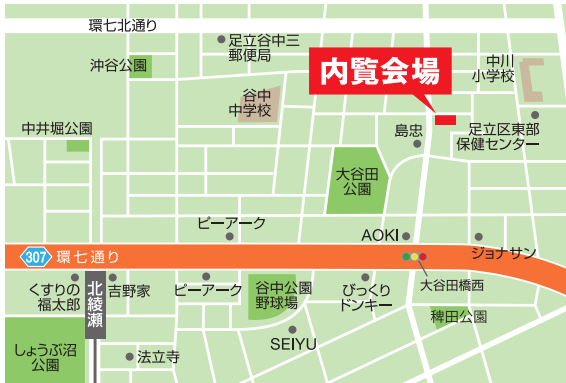 環七北通り
足立谷中三
郵便局
沖谷公園
内覧会場
中川
小学校
谷中
中学校
中井堀公園
島忠
足立区東部
保健センター
大谷田
公園
ピーアーク
AOKI
ジョナサン
307 環七通り
くすりの
福太郎
北綾瀬
吉野家
ピーアーク
谷中公園
野球場
びっくり
ドンキー
大谷田橋西
稗田公園
しょうぶ沼
公園
法立寺
SEIYU